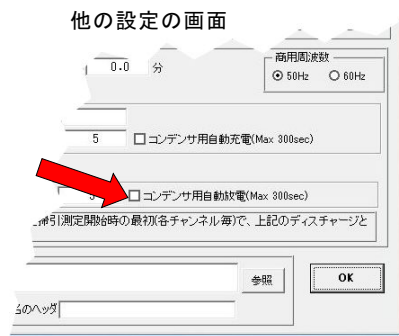 他の設定の画面
商用周波数
0.0 分
50Hz 60Hz
5 コンデンサ用自動充電(Max 300sec)
コンデンサ用自動放電(Max 300sec)
引測定開始時の最初(各チャンネル毎)で、上記のディスチャージと
参照 OK
のヘッダ